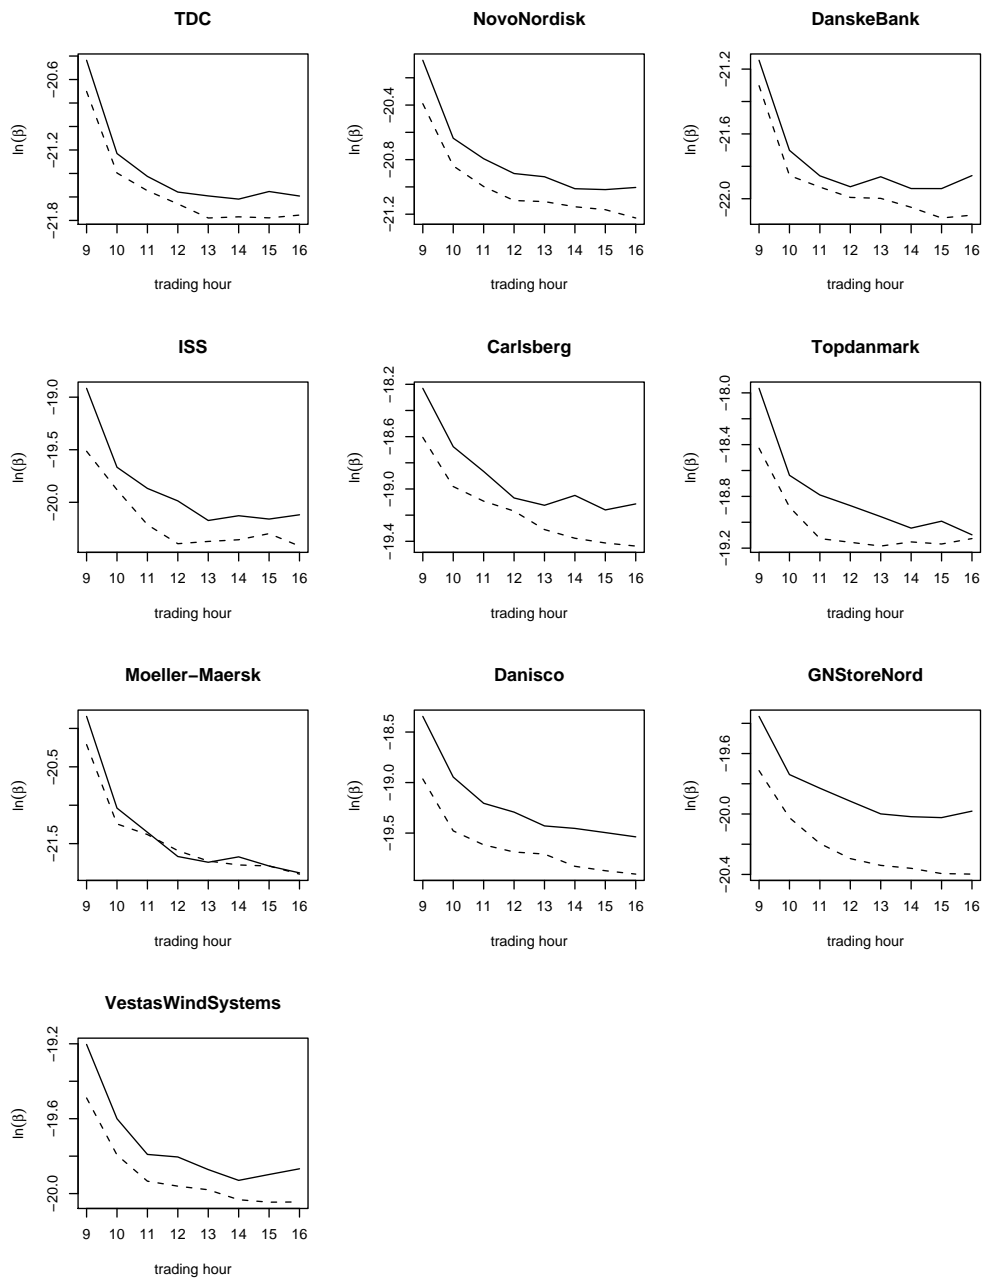 TDC
ln(β)
−20.6
−21.2
−21.8
9 10 11 12 13 14 15 16
trading hour
NovoNordisk
ln(β)
−20.4
−20.8
−21.2
9 10 11 12 13 14 15 16
trading hour
DanskeBank
ln(β)
−21.2
−21.6
−22.0
9 10 11 12 13 14 15 16
trading hour
ISS
ln(β)
−19.0
−19.5
−20.0
9 10 11 12 13 14 15 16
trading hour
Carlsberg
ln(β)
−18.2
−18.6
−19.0
−19.4
9 10 11 12 13 14 15 16
trading hour
Topdanmark
ln(β)
−18.0
−18.4
−18.8
−19.2
9 10 11 12 13 14 15 16
trading hour
Moeller−Maersk
ln(β)
−20.5
−21.5
9 10 11 12 13 14 15 16
trading hour
Danisco
ln(β)
−18.5
−19.0
−19.5
9 10 11 12 13 14 15 16
trading hour
GNStoreNord
ln(β)
−19.6
−20.0
−20.4
9 10 11 12 13 14 15 16
trading hour
VestasWindSystems
ln(β)
−19.2
−19.6
−20.0
9 10 11 12 13 14 15 16
trading hour